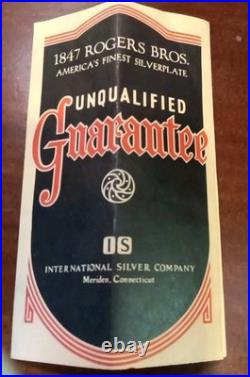 1847 ROGERS BROS.
AMERICA'S FINEST SILVERPLATE
UNQUALIFIED
Guarantee
IS
INTERNATIONAL SILVER COMPANY
Meriden, Connecticut